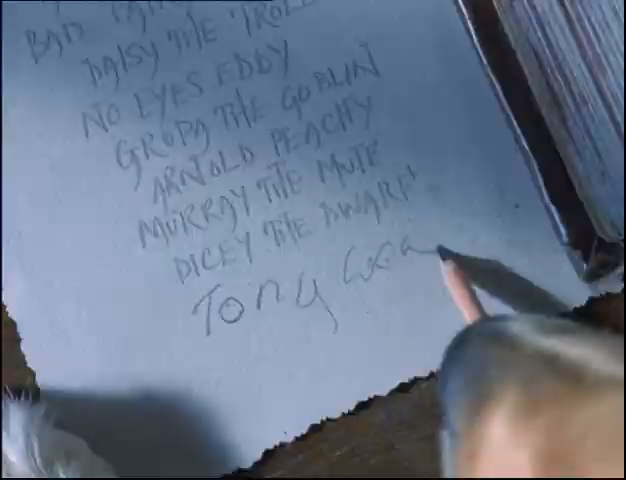 BAD
DAISY THE TROLL
NO EYES EDDY
GROPA THE GOBLIN
ARNOLD PEACHY
MURRAY THE MUTE
DICEY THE DWARF
Tony